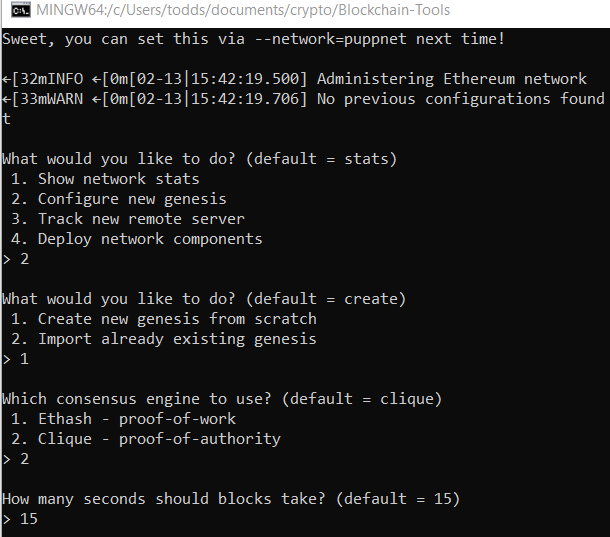 MINGW64:/c/Users/todds/documents/crypto/Blockchain-Tools
Sweet, you can set this via --network=puppnet next time!
←[32mINFO ←[0m[02-13|15:42:19.500] Administering Ethereum network
←[33mWARN ←[0m[02-13|15:42:19.706] No previous configurations found
t
What would you like to do? (default = stats)
1. Show network stats
2. Configure new genesis
3. Track new remote server
4. Deploy network components
> 2
What would you like to do? (default = create)
1. Create new genesis from scratch
2. Import already existing genesis
> 1
Which consensus engine to use? (default = clique)
1. Ethash - proof-of-work
2. Clique - proof-of-authority
> 2
How many seconds should blocks take? (default = 15)
> 15